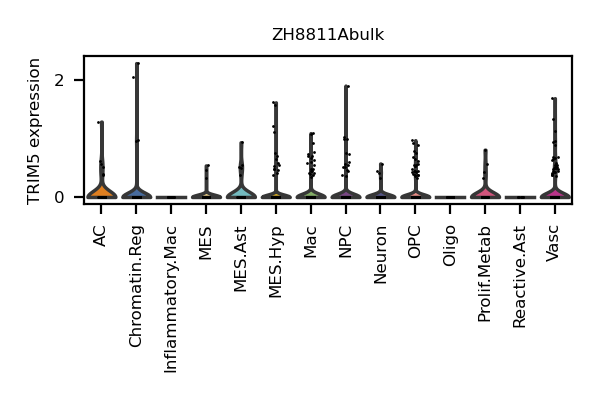 ZH8811Abulk
TRIM5 expression
2
0
AC
Chromatin.Reg
Inflammatory.Mac
MES
MES.Ast
MES.Hyp
Mac
NPC
Neuron
OPC
Oligo
Prolif.Metab
Reactive.Ast
Vasc